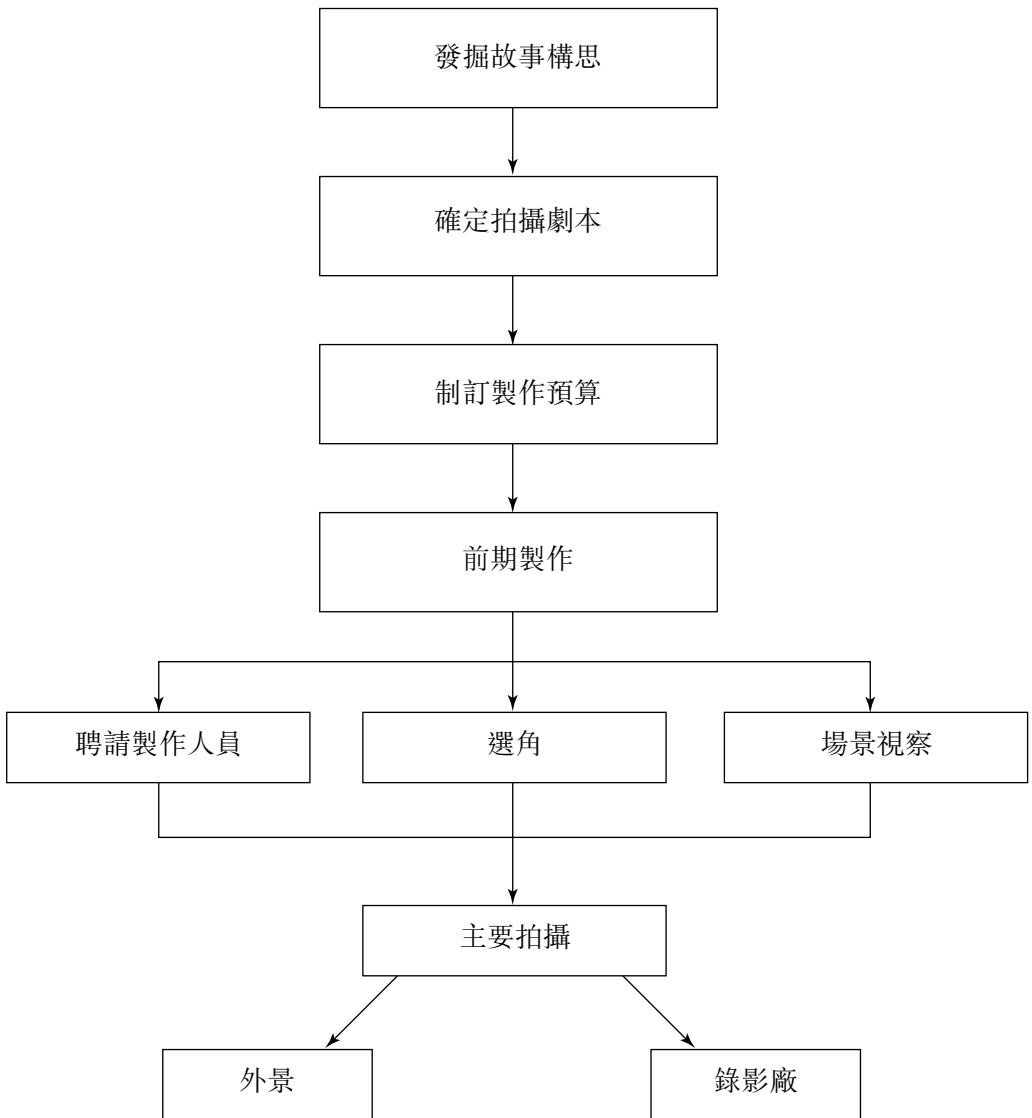 發掘故事構思
確定拍攝劇本
制訂製作預算
前期製作
聘請製作人員
選角
場景視察
主要拍攝
外景
錄影廠